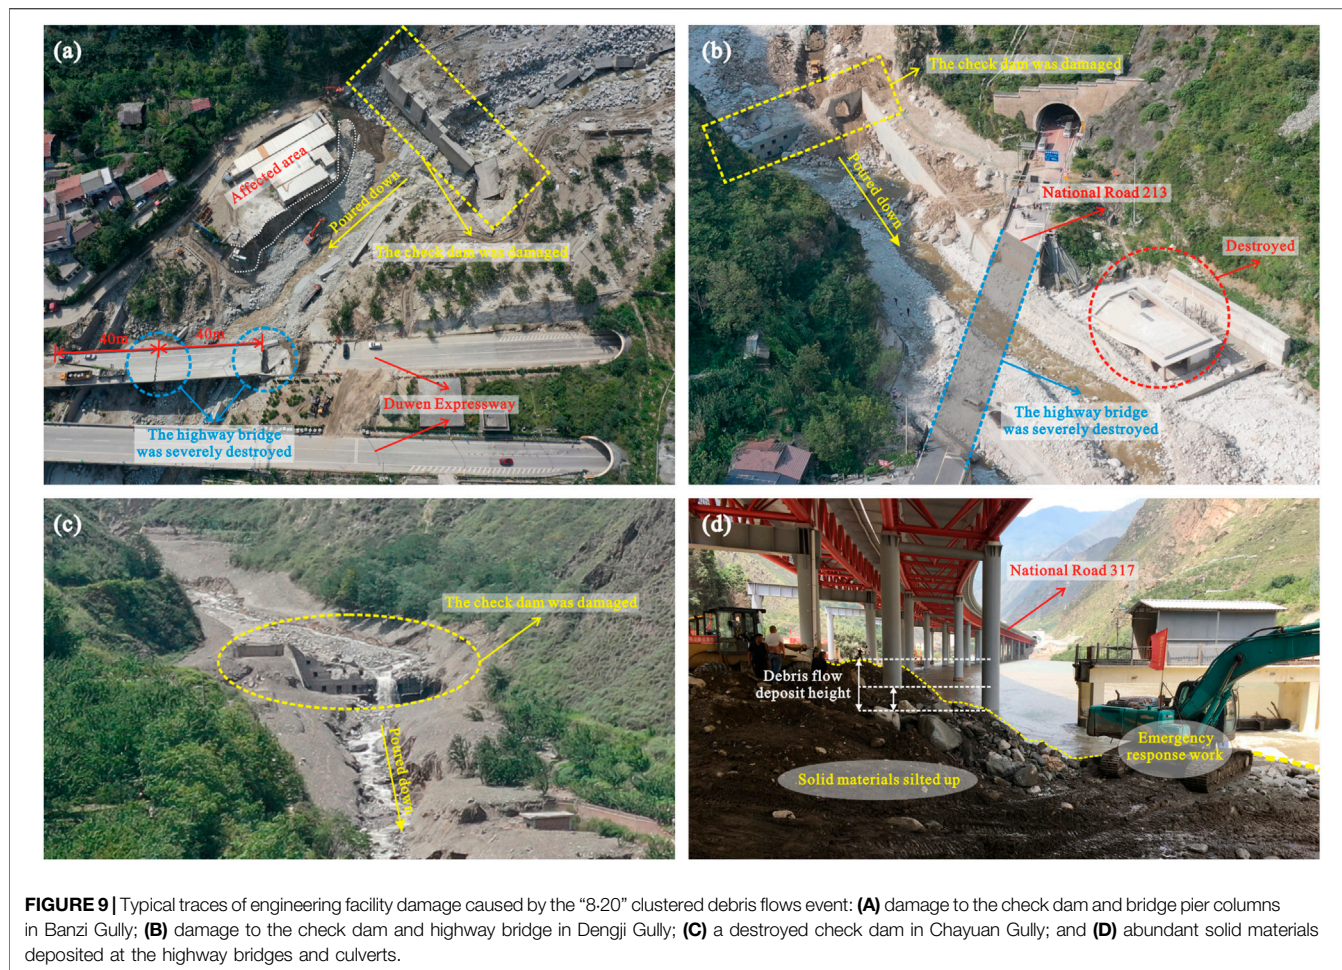 (a)
Affected area
Poured down
The check dam was damaged
40m
40m
Duwen Expressway
The highway bridge
was severely destroyed
(b)
The check dam was damaged
Poured down
National Road 213
Destroyed
The highway bridge
was severely destroyed
(c)
The check dam was damaged
Poured down
(d)
National Road 317
Debris flow
deposit height
Emergency
response work
Solid materials silted up
FIGURE 9 | Typical traces of engineering facility damage caused by the “8·20” clustered debris flows event: (A) damage to the check dam and bridge pier columns
in Banzi Gully; (B) damage to the check dam and highway bridge in Dengji Gully; (C) a destroyed check dam in Chayuan Gully; and (D) abundant solid materials
deposited at the highway bridges and culverts.